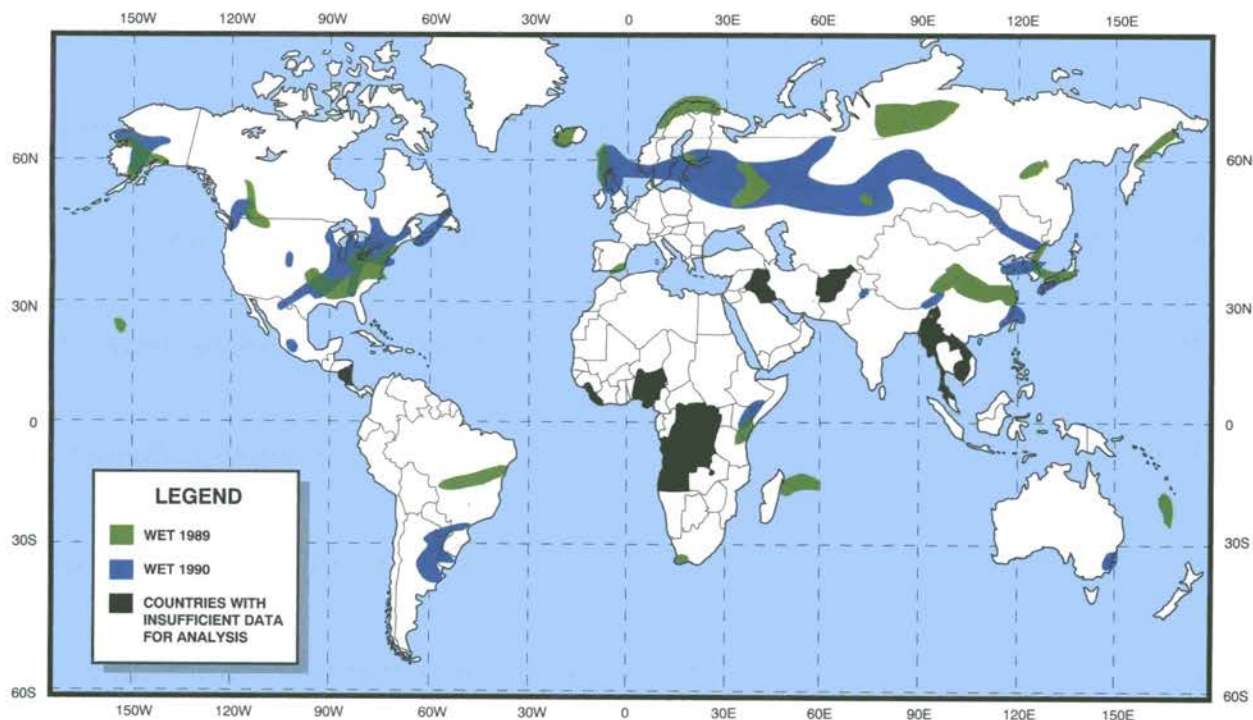 150W 120W 90W 60W 30W 0 30E 60E 90E 120E 150E
60N 60N
30N 30N
0 0
LEGEND
WET 1989
WET 1990
COUNTRIES WITH
INSUFFICIENT DATA
FOR ANALYSIS
30S 30S
60S 60S
150W 120W 90W 60W 30W 0 30E 60E 90E 120E 150E